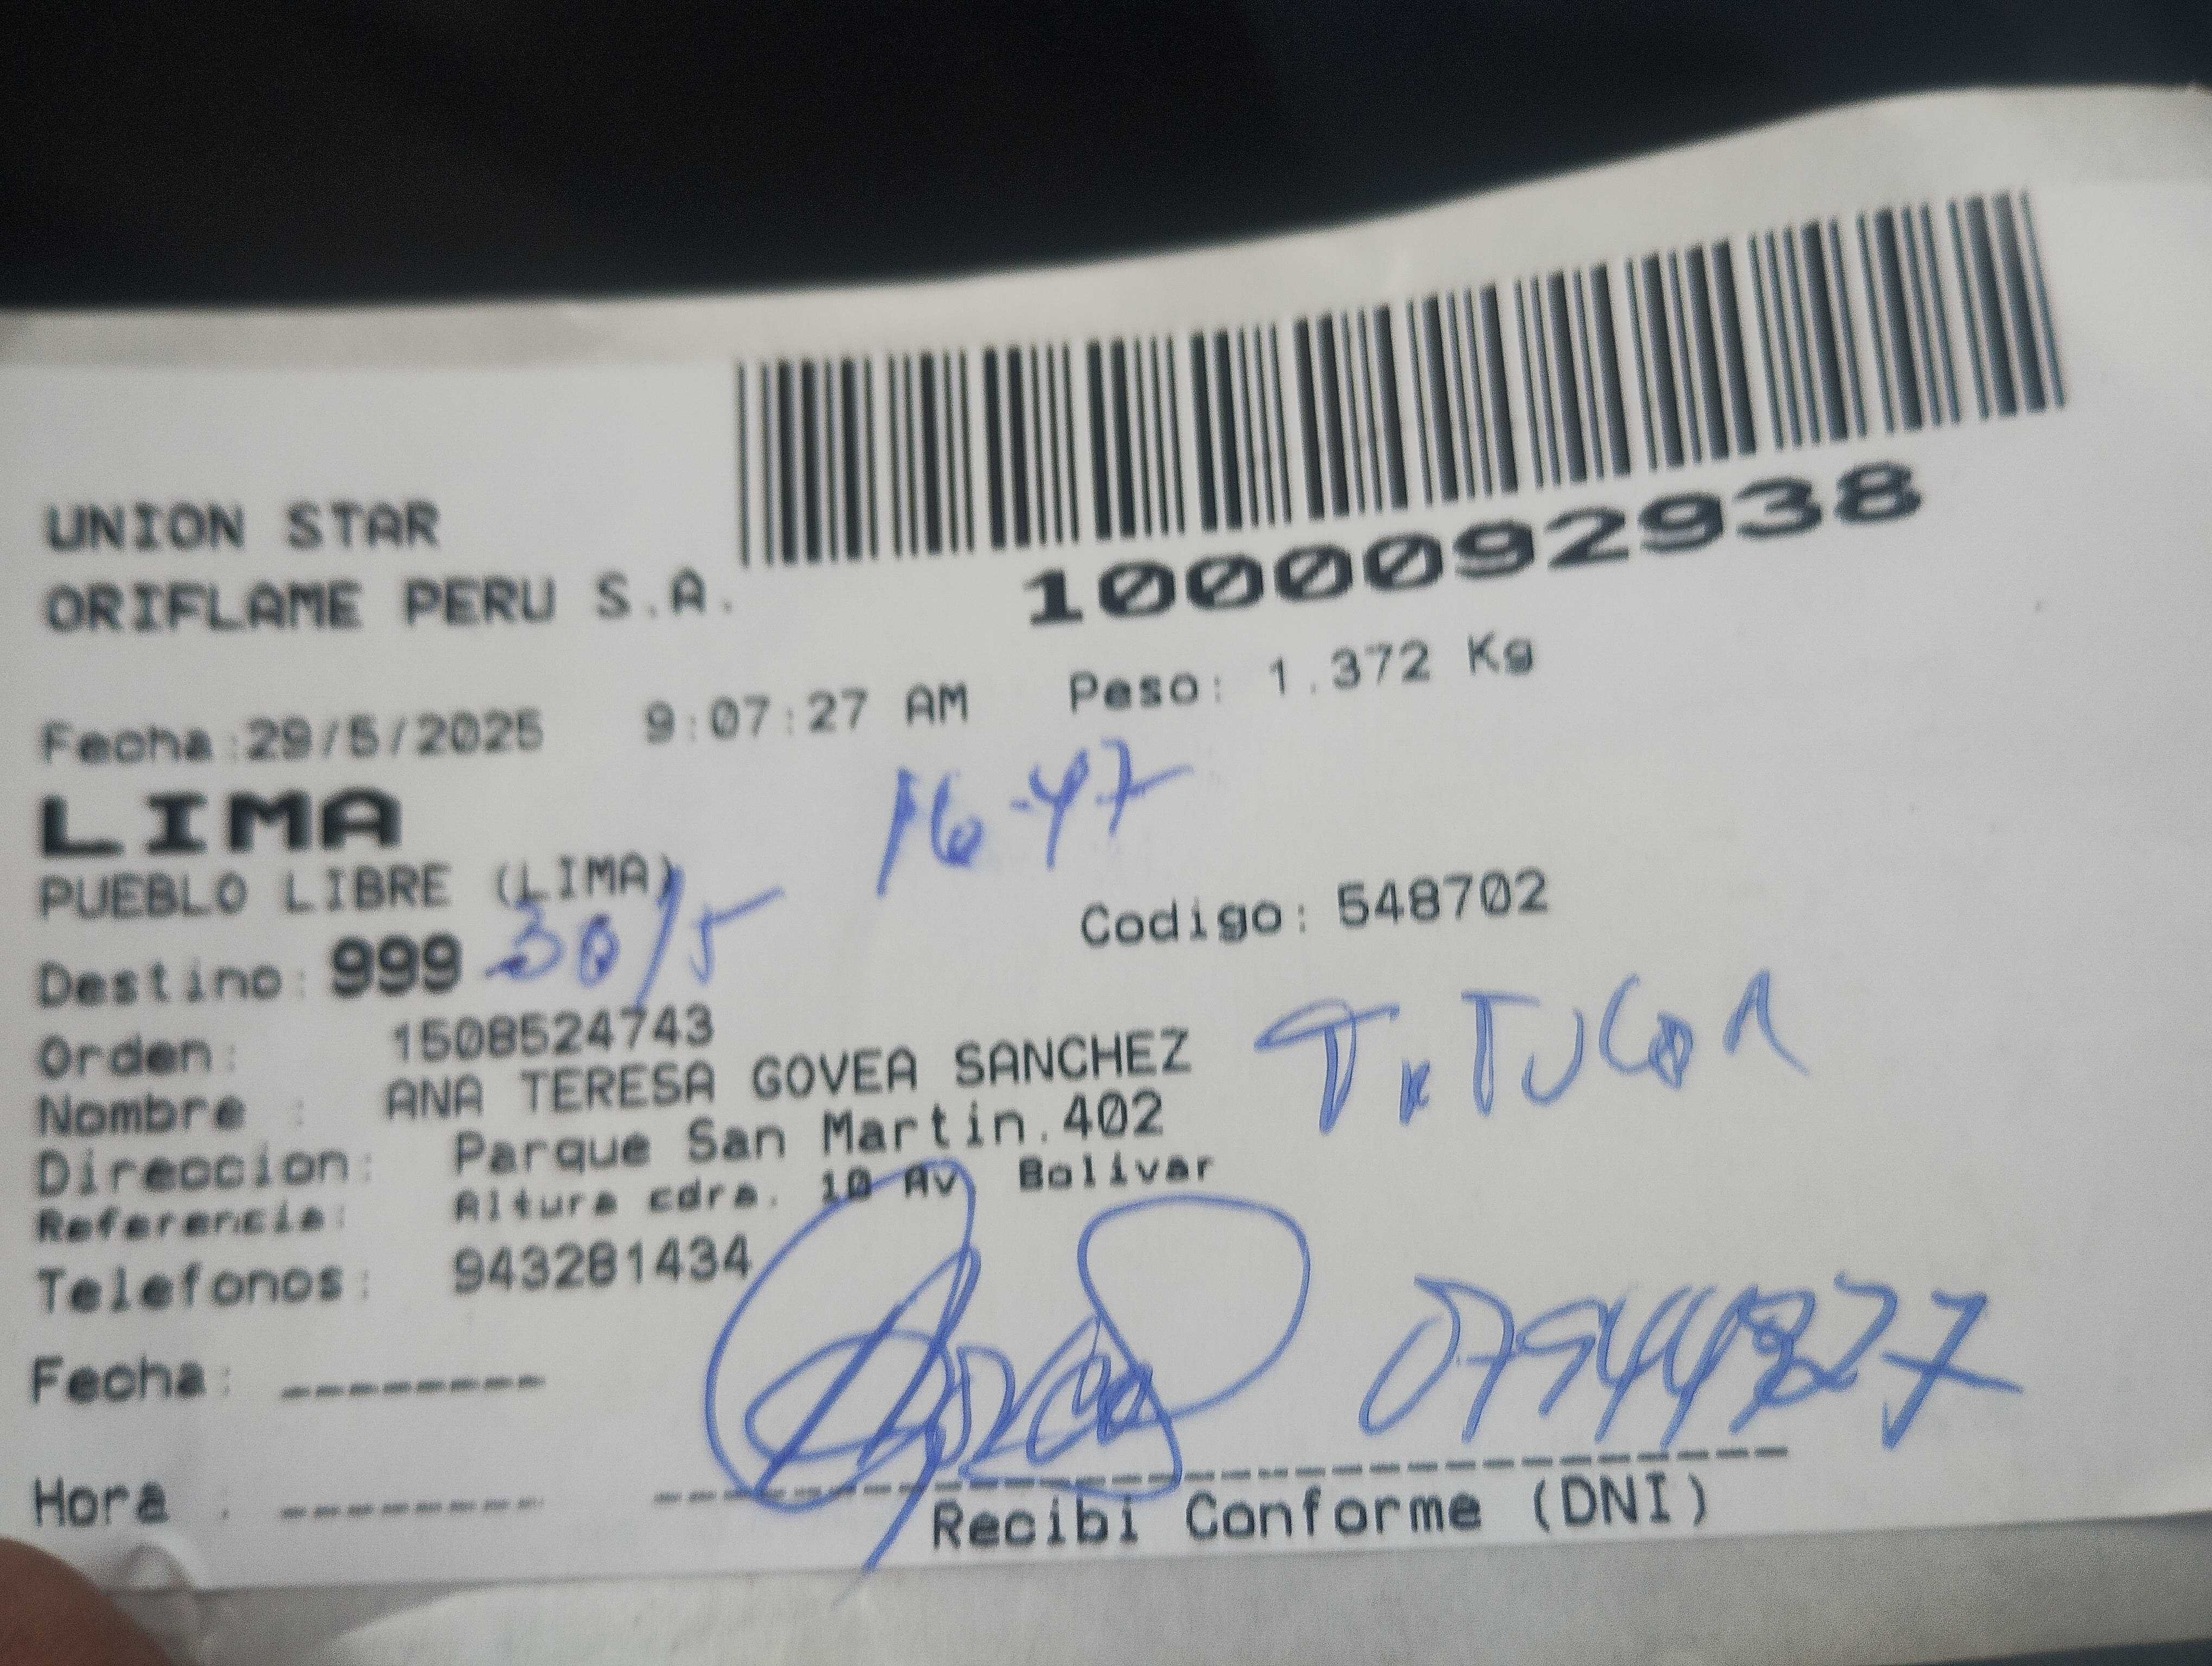 UNION STAR
ORIFLAME PERU S.A.
1000092938
Fecha:29/5/2025 9:07:27 AM Peso: 1.372 Kg
16-47
LIMA
PUEBLO LIBRE (LIMA)
Codigo: 548702
Destino: 999 30/5
Orden: 1508524743
Nombre : ANA TERESA GOVEA SANCHEZ
Direccion: Parque San Martin.402
Referencia: Altura cdra. 10 Av. Bolivar
Telefonos: 943281434
Fecha: --------
Hora : --------
Recibi Conforme (DNI)